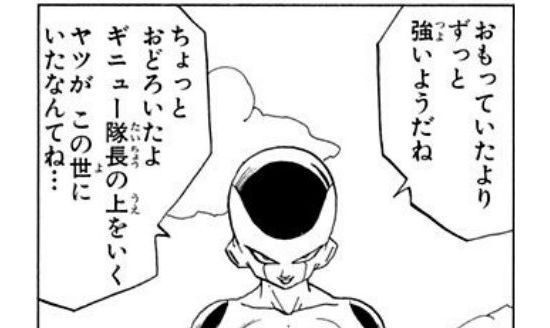 おもっていたより
ずっと
強いようだね
ちょっと
おどろいたよ
ギニュー隊長の上をいく
ヤツが この世に
いたなんてね…